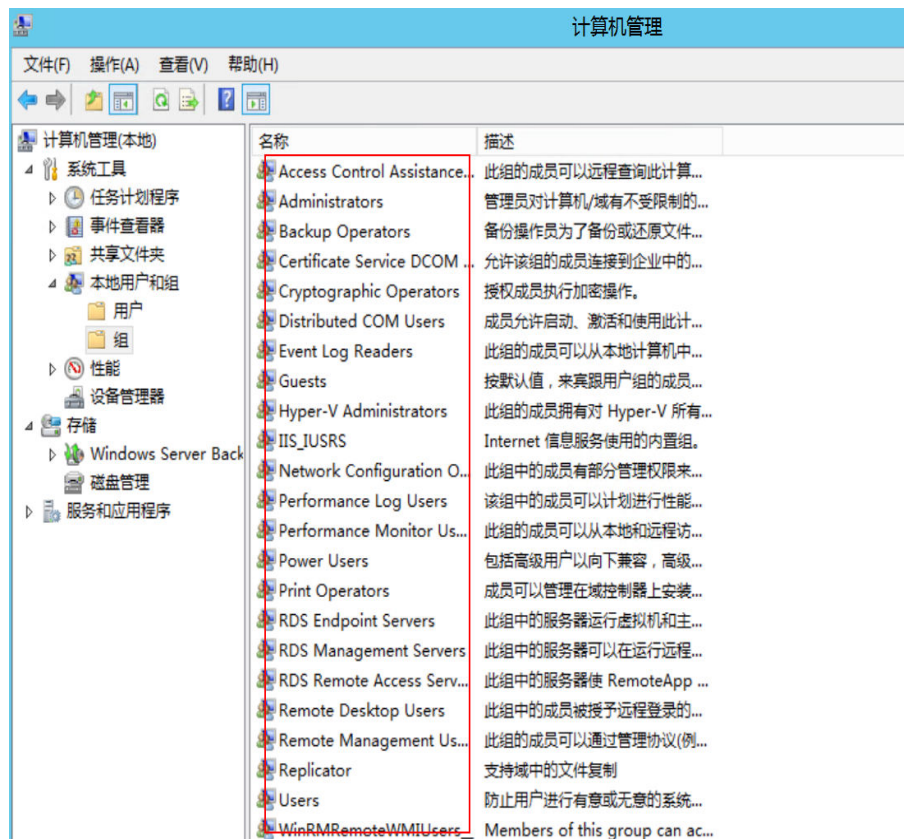 计算机管理
文件(F) 操作(A) 查看(V) 帮助(H)
计算机管理(本地)
系统工具
任务计划程序
事件查看器
共享文件夹
本地用户和组
用户
组
性能
设备管理器
存储
Windows Server Back
磁盘管理
服务和应用程序
名称 描述
Access Control Assistance... 此组的成员可以远程查询此计算...
Administrators 管理员对计算机/域有不受限制的...
Backup Operators 备份操作员为了备份或还原文件...
Certificate Service DCOM ... 允许该组的成员连接到企业中的...
Cryptographic Operators 授权成员执行加密操作。
Distributed COM Users 成员允许启动、激活和使用此计...
Event Log Readers 此组的成员可以从本地计算机中...
Guests 按默认值，来宾跟用户组的成员...
Hyper-V Administrators 此组的成员拥有对 Hyper-V 所有...
IIS_IUSRS Internet 信息服务使用的内置组。
Network Configuration O... 此组中的成员有部分管理权限来...
Performance Log Users 该组中的成员可以计划进行性能...
Performance Monitor Us... 此组的成员可以从本地和远程访...
Power Users 包括高级用户以向下兼容，高级...
Print Operators 成员可以管理在域控制器上安装...
RDS Endpoint Servers 此组中的服务器运行虚拟机和主...
RDS Management Servers 此组中的服务器可以在运行远程...
RDS Remote Access Serv... 此组中的服务器使 RemoteApp ...
Remote Desktop Users 此组中的成员被授予远程登录的...
Remote Management Us... 此组的成员可以通过管理协议(例...
Replicator 支持域中的文件复制
Users 防止用户进行有意或无意的系统...
WinRMRemoteWMIUsers_ Members of this group can ac...